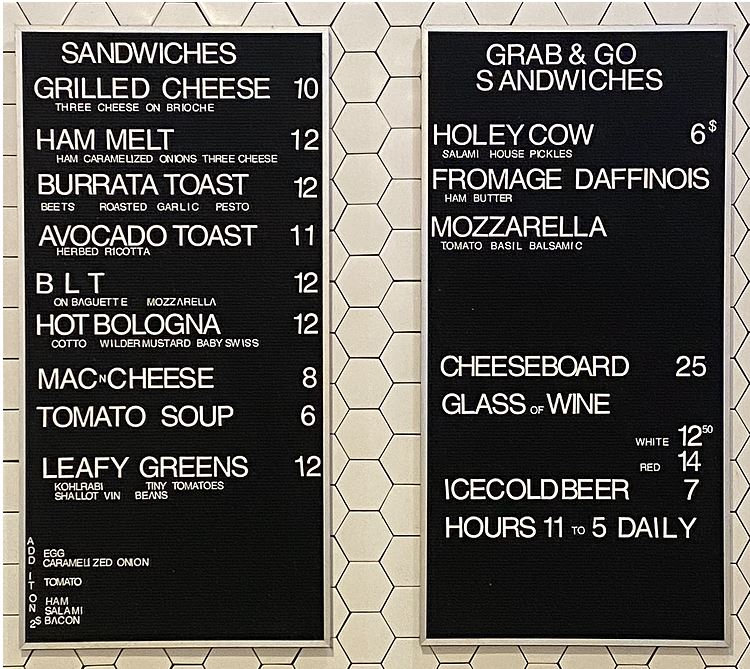 SANDWICHES
GRILLED CHEESE 10
THREE CHEESE ON BRIOCHE
HAM MELT 12
HAM CARAMELIZED ONIONS THREE CHEESE
BURRATA TOAST 12
BEETS ROASTED GARLIC PESTO
AVOCADO TOAST 11
HERBED RICOTTA
B L T 12
ON BAGUETTE MOZZARELLA
HOT BOLOGNA 12
COTTO WILDER MUSTARD BABY SWISS
MAC N CHEESE 8
TOMATO SOUP 6
LEAFY GREENS 12
KOHLRABI TINY TOMATOES
SHALLOT VIN BEANS
ADDITON 2$
EGG
CARAMELIZED ONION
TOMATO
HAM
SALAMI
BACON
GRAB & GO
SANDWICHES
HOLEY COW 6$
SALAMI HOUSE PICKLES
FROMAGE DAFFINOIS
HAM BUTTER
MOZZARELLA
TOMATO BASIL BALSAMIC
CHEESEBOARD 25
GLASS OF WINE
WHITE 12 50
RED 14
ICE COLD BEER 7
HOURS 11 TO 5 DAILY